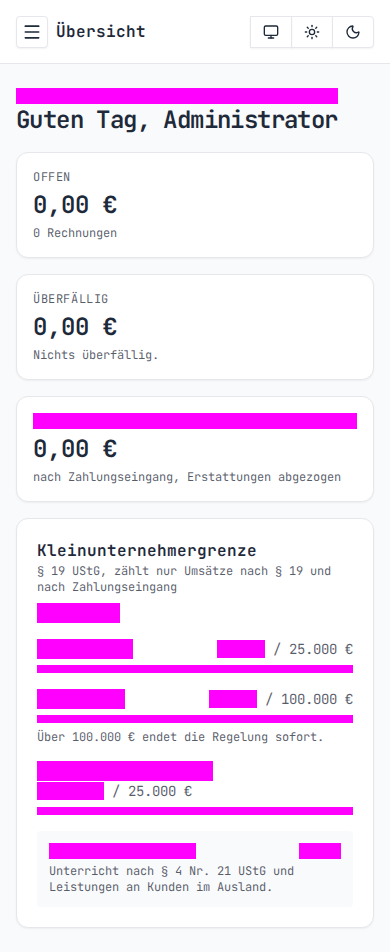 Übersicht
Guten Tag, Administrator
OFFEN
0,00 €
0 Rechnungen
ÜBERFÄLLIG
0,00 €
Nichts überfällig.
0,00 €
nach Zahlungseingang, Erstattungen abgezogen
Kleinunternehmergrenze
§ 19 UStG, zählt nur Umsätze nach § 19 und
nach Zahlungseingang
/ 25.000 €
/ 100.000 €
Über 100.000 € endet die Regelung sofort.
/ 25.000 €
Unterricht nach § 4 Nr. 21 UStG und
Leistungen an Kunden im Ausland.